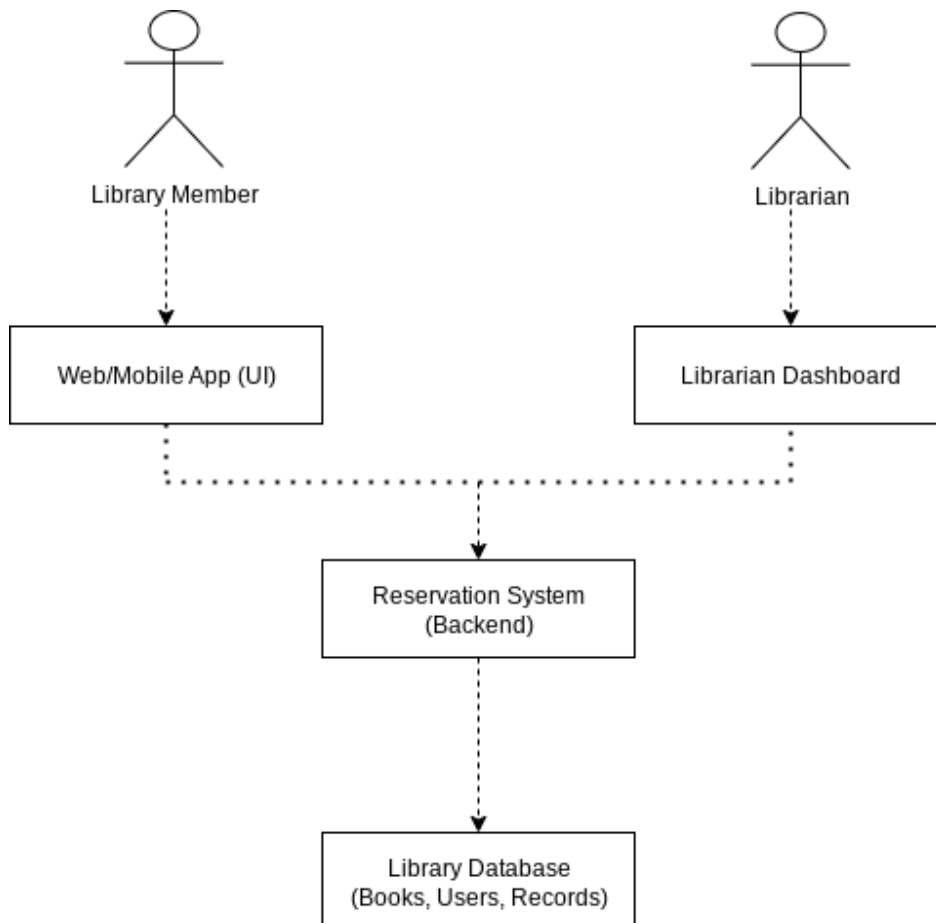 Library Member
Librarian
Web/Mobile App (UI)
Librarian Dashboard
Reservation System
(Backend)
Library Database
(Books, Users, Records)